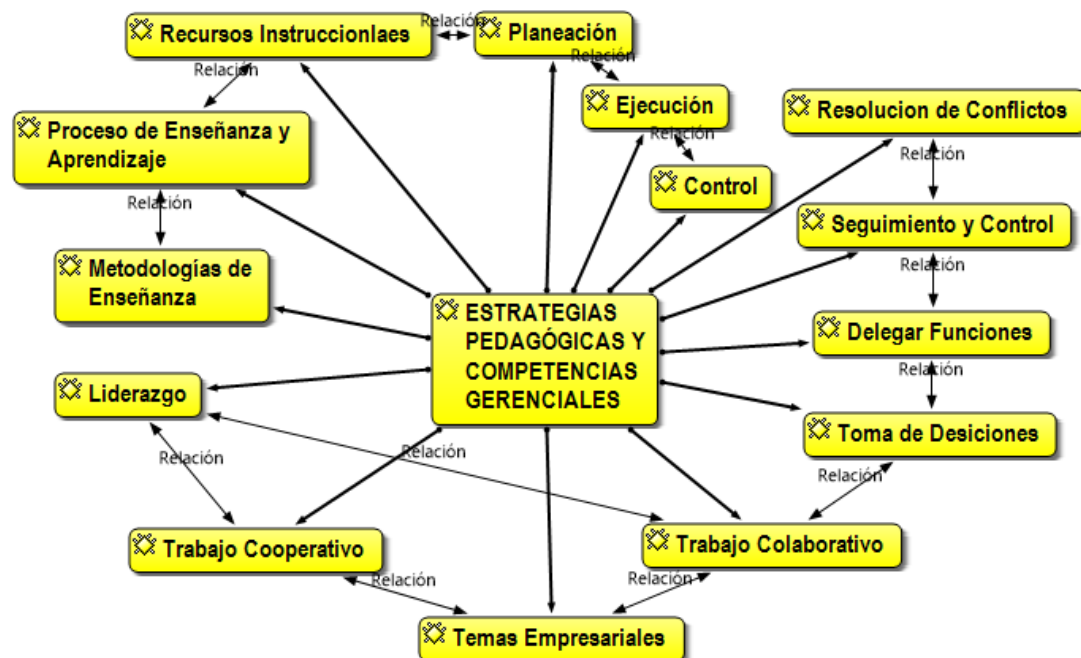 Relación
Recursos Instruccionlaes
Planeación
Relación
Relación
Ejecución
Resolucion de Conflictos
Proceso de Enseñanza y
Aprendizaje
Relación
Relación
Control
Relación
Seguimiento y Control
Metodologías de
Enseñanza
Relación
ESTRATEGIAS
PEDAGÓGICAS Y
COMPETENCIAS
GERENCIALES
Delegar Funciones
Relación
Liderazgo
Toma de Desiciones
Relación
Relación
Relación
Trabajo Cooperativo
Trabajo Colaborativo
Relación
Relación
Temas Empresariales